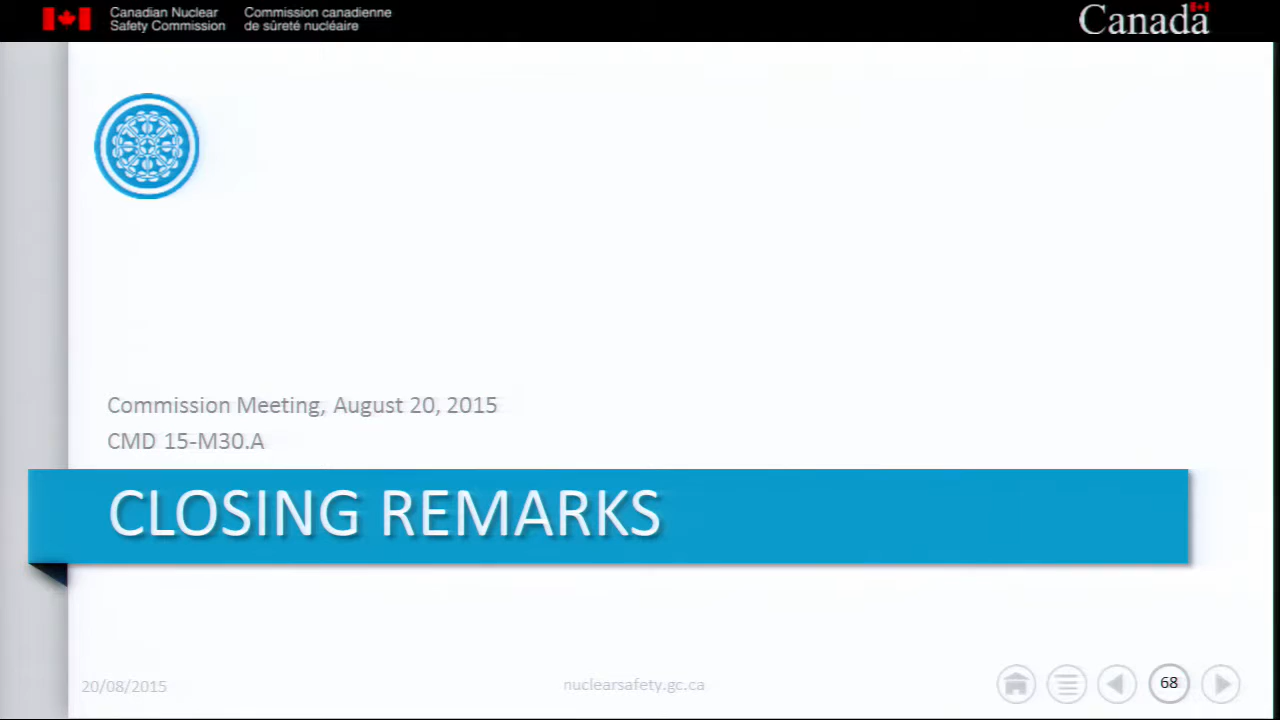 Canadian Nuclear
Safety Commission
Commission canadienne
de sûreté nucléaire
Canada
Commission Meeting, August 20, 2015
CMD 15-M30.A
CLOSING REMARKS
20/08/2015
nuclearsafety.gc.ca
68